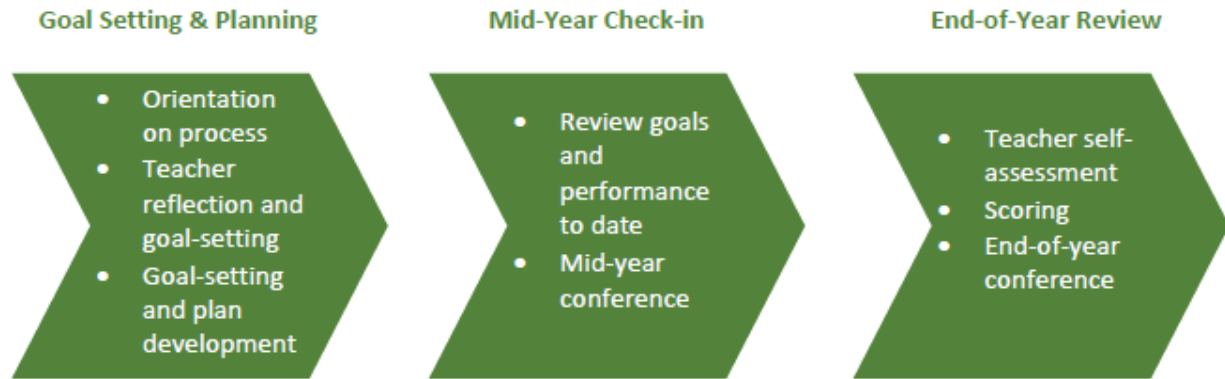 Goal Setting & Planning
• Orientation
on process
• Teacher
reflection and
goal-setting
• Goal-setting
and plan
development
Mid-Year Check-in
• Review goals
and
performance
to date
• Mid-year
conference
End-of-Year Review
• Teacher self-
assessment
• Scoring
• End-of-year
conference